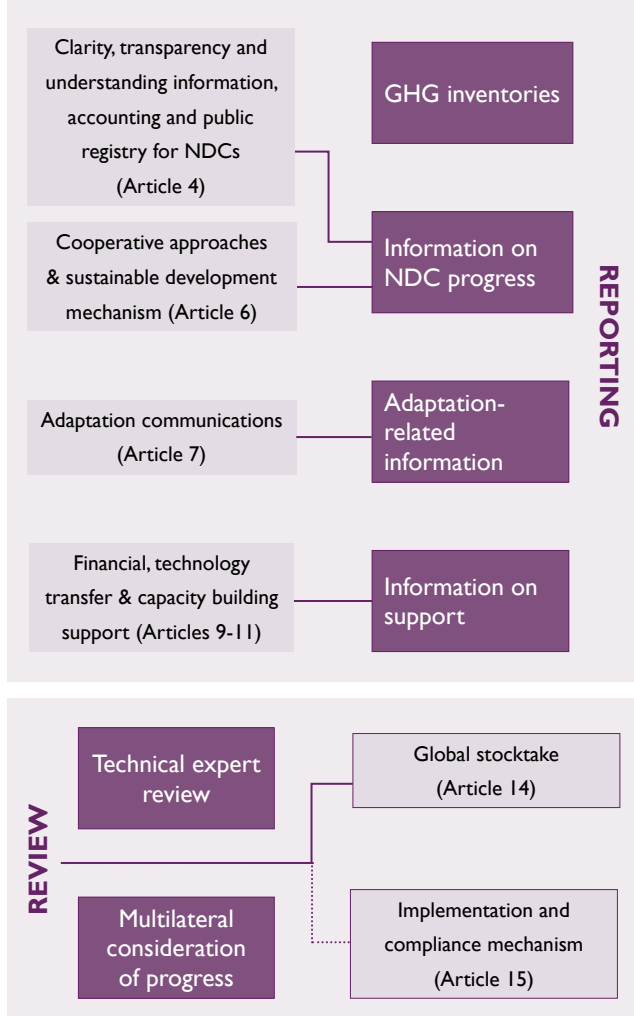 Clarity, transparency and
understanding information,
accounting and public
registry for NDCs
(Article 4)
GHG inventories
Cooperative approaches
& sustainable development
mechanism (Article 6)
Information on
NDC progress
REPORTING
Adaptation communications
(Article 7)
Adaptation-
related
information
Financial, technology
transfer & capacity building
support (Articles 9-11)
Information on
support
REVIEW
Technical expert
review
Global stocktake
(Article 14)
Multilateral
consideration
of progress
Implementation and
compliance mechanism
(Article 15)